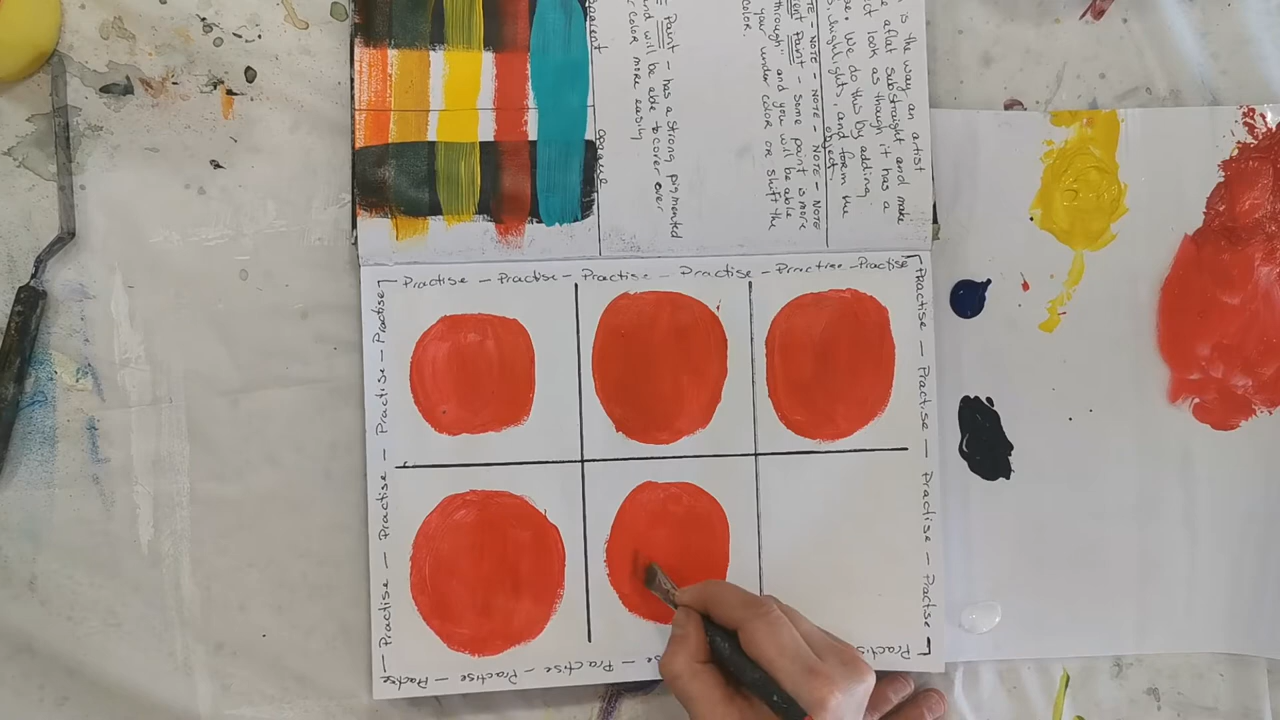 is the way an artist
a flat substraight and make
look as though it has a
We do this by adding
highlights, and form the
object
NOTE - NOTE - NOTE - NOTE
Paint - some paint is more
through and you will be able
your under color or shift the
color.
Paint - has a strong pigmented
and will be able to cover over
color more easily
opaque
Practise - Practise - Practise - Practise - Practise - Practise
Practise - Practise - Practise - Practse
Practise - Practise - Practise - Practise
Practise - Practise